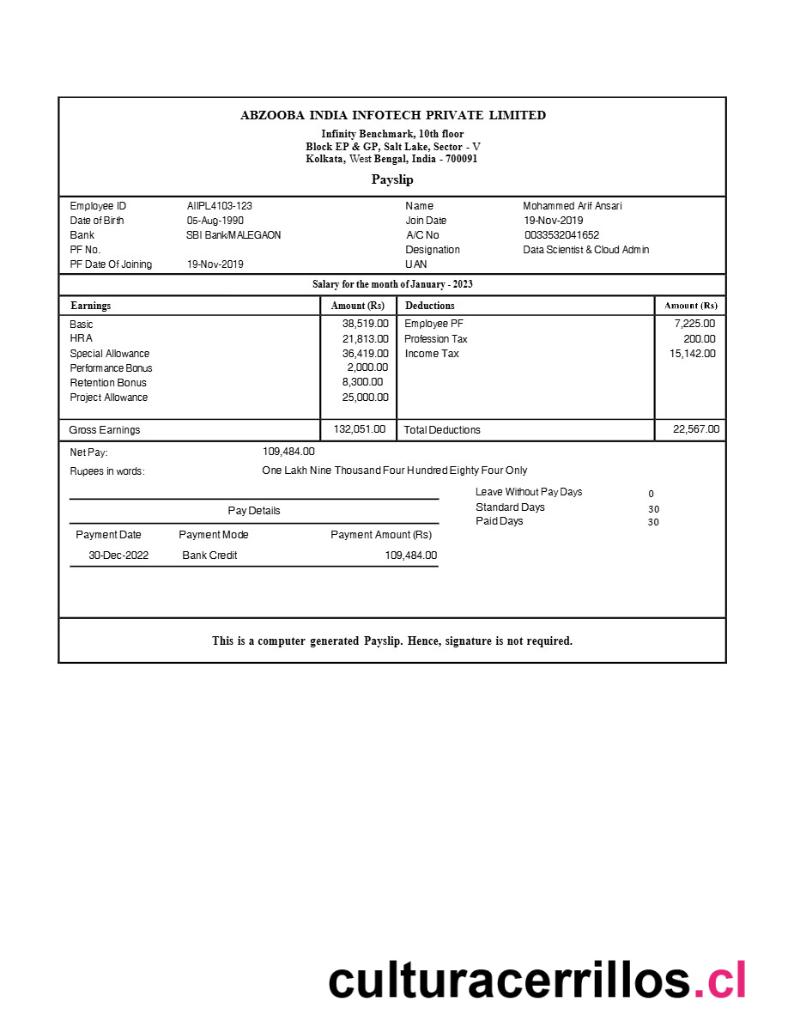 ABZOOBA INDIA INFOTECH PRIVATE LIMITED
Infinity Benchmark, 10th floor
Block EP & GP, Salt Lake, Sector - V
Kolkata, West Bengal, India - 700091
Payslip
Employee ID AIIPL4103-123 Name Mohammed Arif Ansari
Date of Birth 05-Aug-1990 Join Date 19-Nov-2019
Bank SBI Bank/MALEGAON A/C No 0033532041652
PF No. Designation Data Scientist & Cloud Admin
PF Date Of Joining 19-Nov-2019 UAN
Salary for the month of January - 2023
Earnings Amount (Rs) Deductions Amount (Rs)
Basic 38,519.00 Employee PF 7,225.00
HRA 21,813.00 Profession Tax 200.00
Special Allowance 36,419.00 Income Tax 15,142.00
Performance Bonus 2,000.00
Retention Bonus 8,300.00
Project Allowance 25,000.00
Gross Earnings 132,051.00 Total Deductions 22,567.00
Net Pay: 109,484.00
Rupees in words: One Lakh Nine Thousand Four Hundred Eighty Four Only
Leave Without Pay Days 0
Standard Days 30
Paid Days 30
Pay Details
Payment Date Payment Mode Payment Amount (Rs)
30-Dec-2022 Bank Credit 109,484.00
This is a computer generated Payslip. Hence, signature is not required.
culturacerrillos.cl